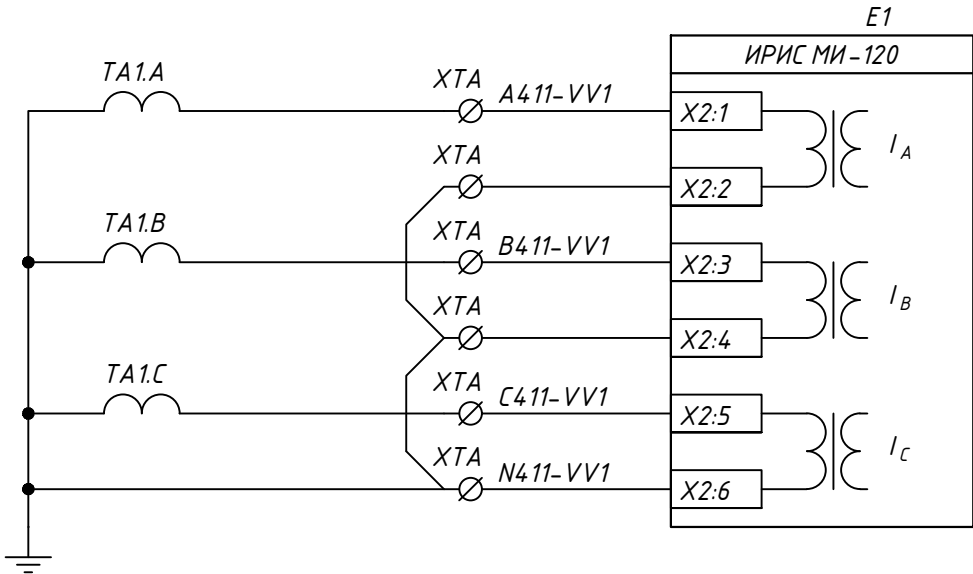 E1
ИРИС МИ-120
TA1.A
XTA
A411-VV1
X2:1
I A
XTA
X2:2
TA1.B
XTA
B411-VV1
X2:3
I B
XTA
X2:4
TA1.C
XTA
C411-VV1
X2:5
I C
XTA
N411-VV1
X2:6